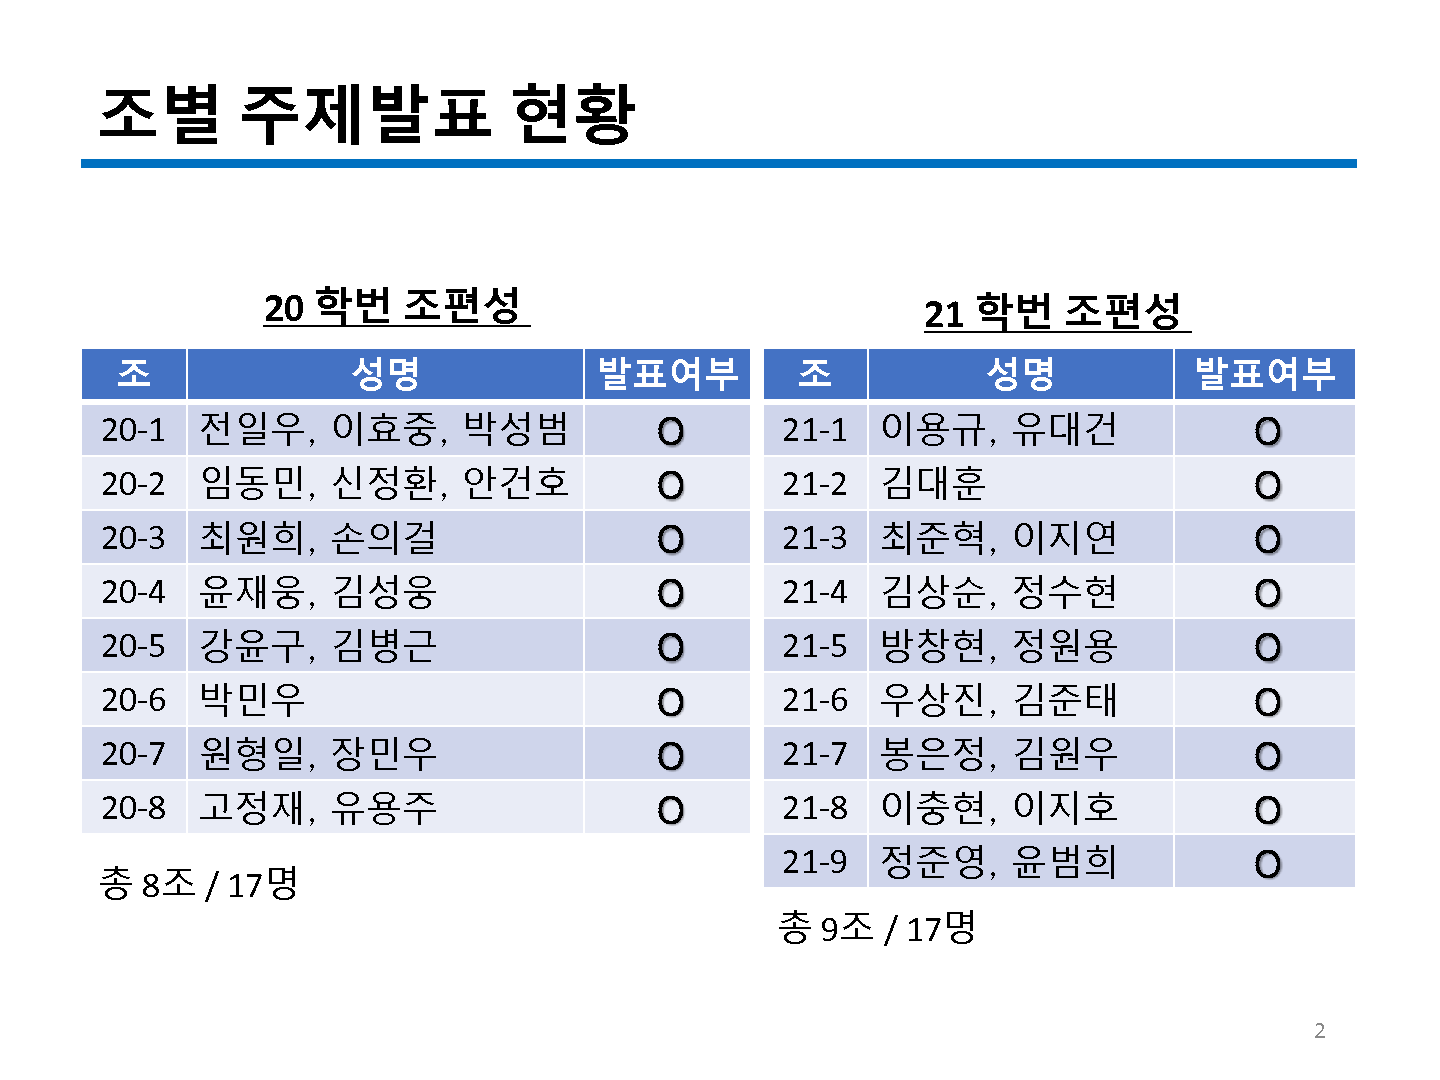 조별 주제발표 현황
20 학번 조편성
조 성명 발표여부
20-1 전일우, 이효중, 박성범 O
20-2 임동민, 신정환, 안건호 O
20-3 최원희, 손의걸 O
20-4 윤재웅, 김성웅 O
20-5 강윤구, 김병근 O
20-6 박민우 O
20-7 원형일, 장민우 O
20-8 고정재, 유용주 O
총 8조 / 17명
21 학번 조편성
조 성명 발표여부
21-1 이용규, 유대건 O
21-2 김대훈 O
21-3 최준혁, 이지연 O
21-4 김상순, 정수현 O
21-5 방창현, 정원용 O
21-6 우상진, 김준태 O
21-7 봉은정, 김원우 O
21-8 이충현, 이지호 O
21-9 정준영, 윤범희 O
총 9조 / 17명
2